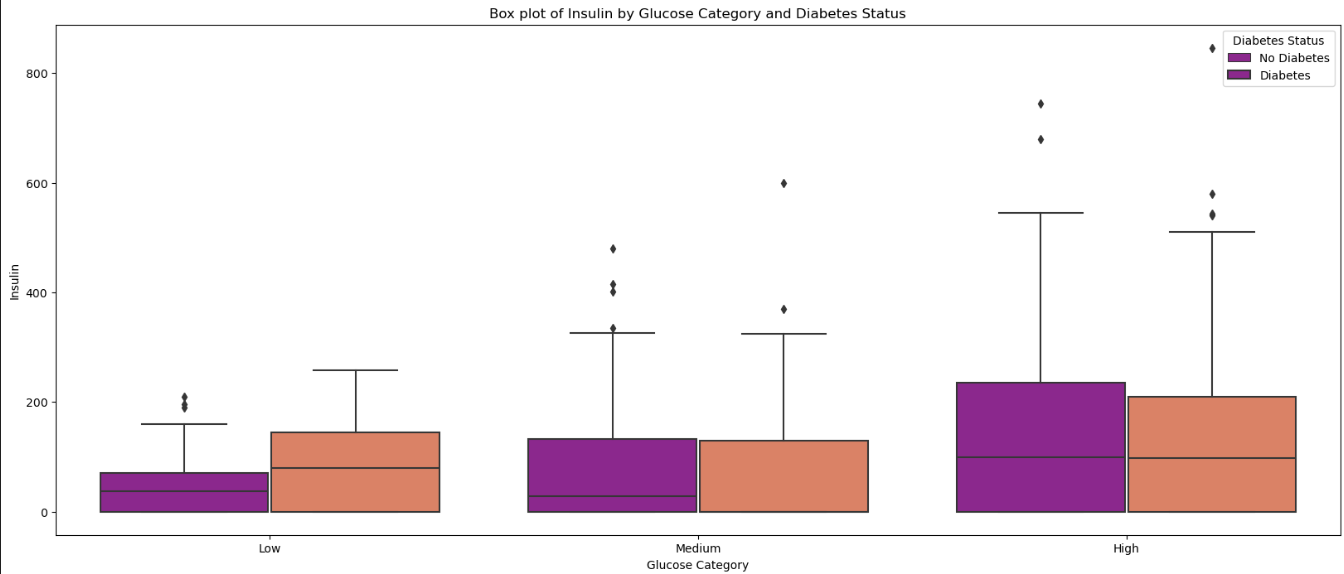 Box plot of Insulin by Glucose Category and Diabetes Status
Diabetes Status
No Diabetes
Diabetes
800
600
400
200
0
Insulin
Low
Medium
High
Glucose Category